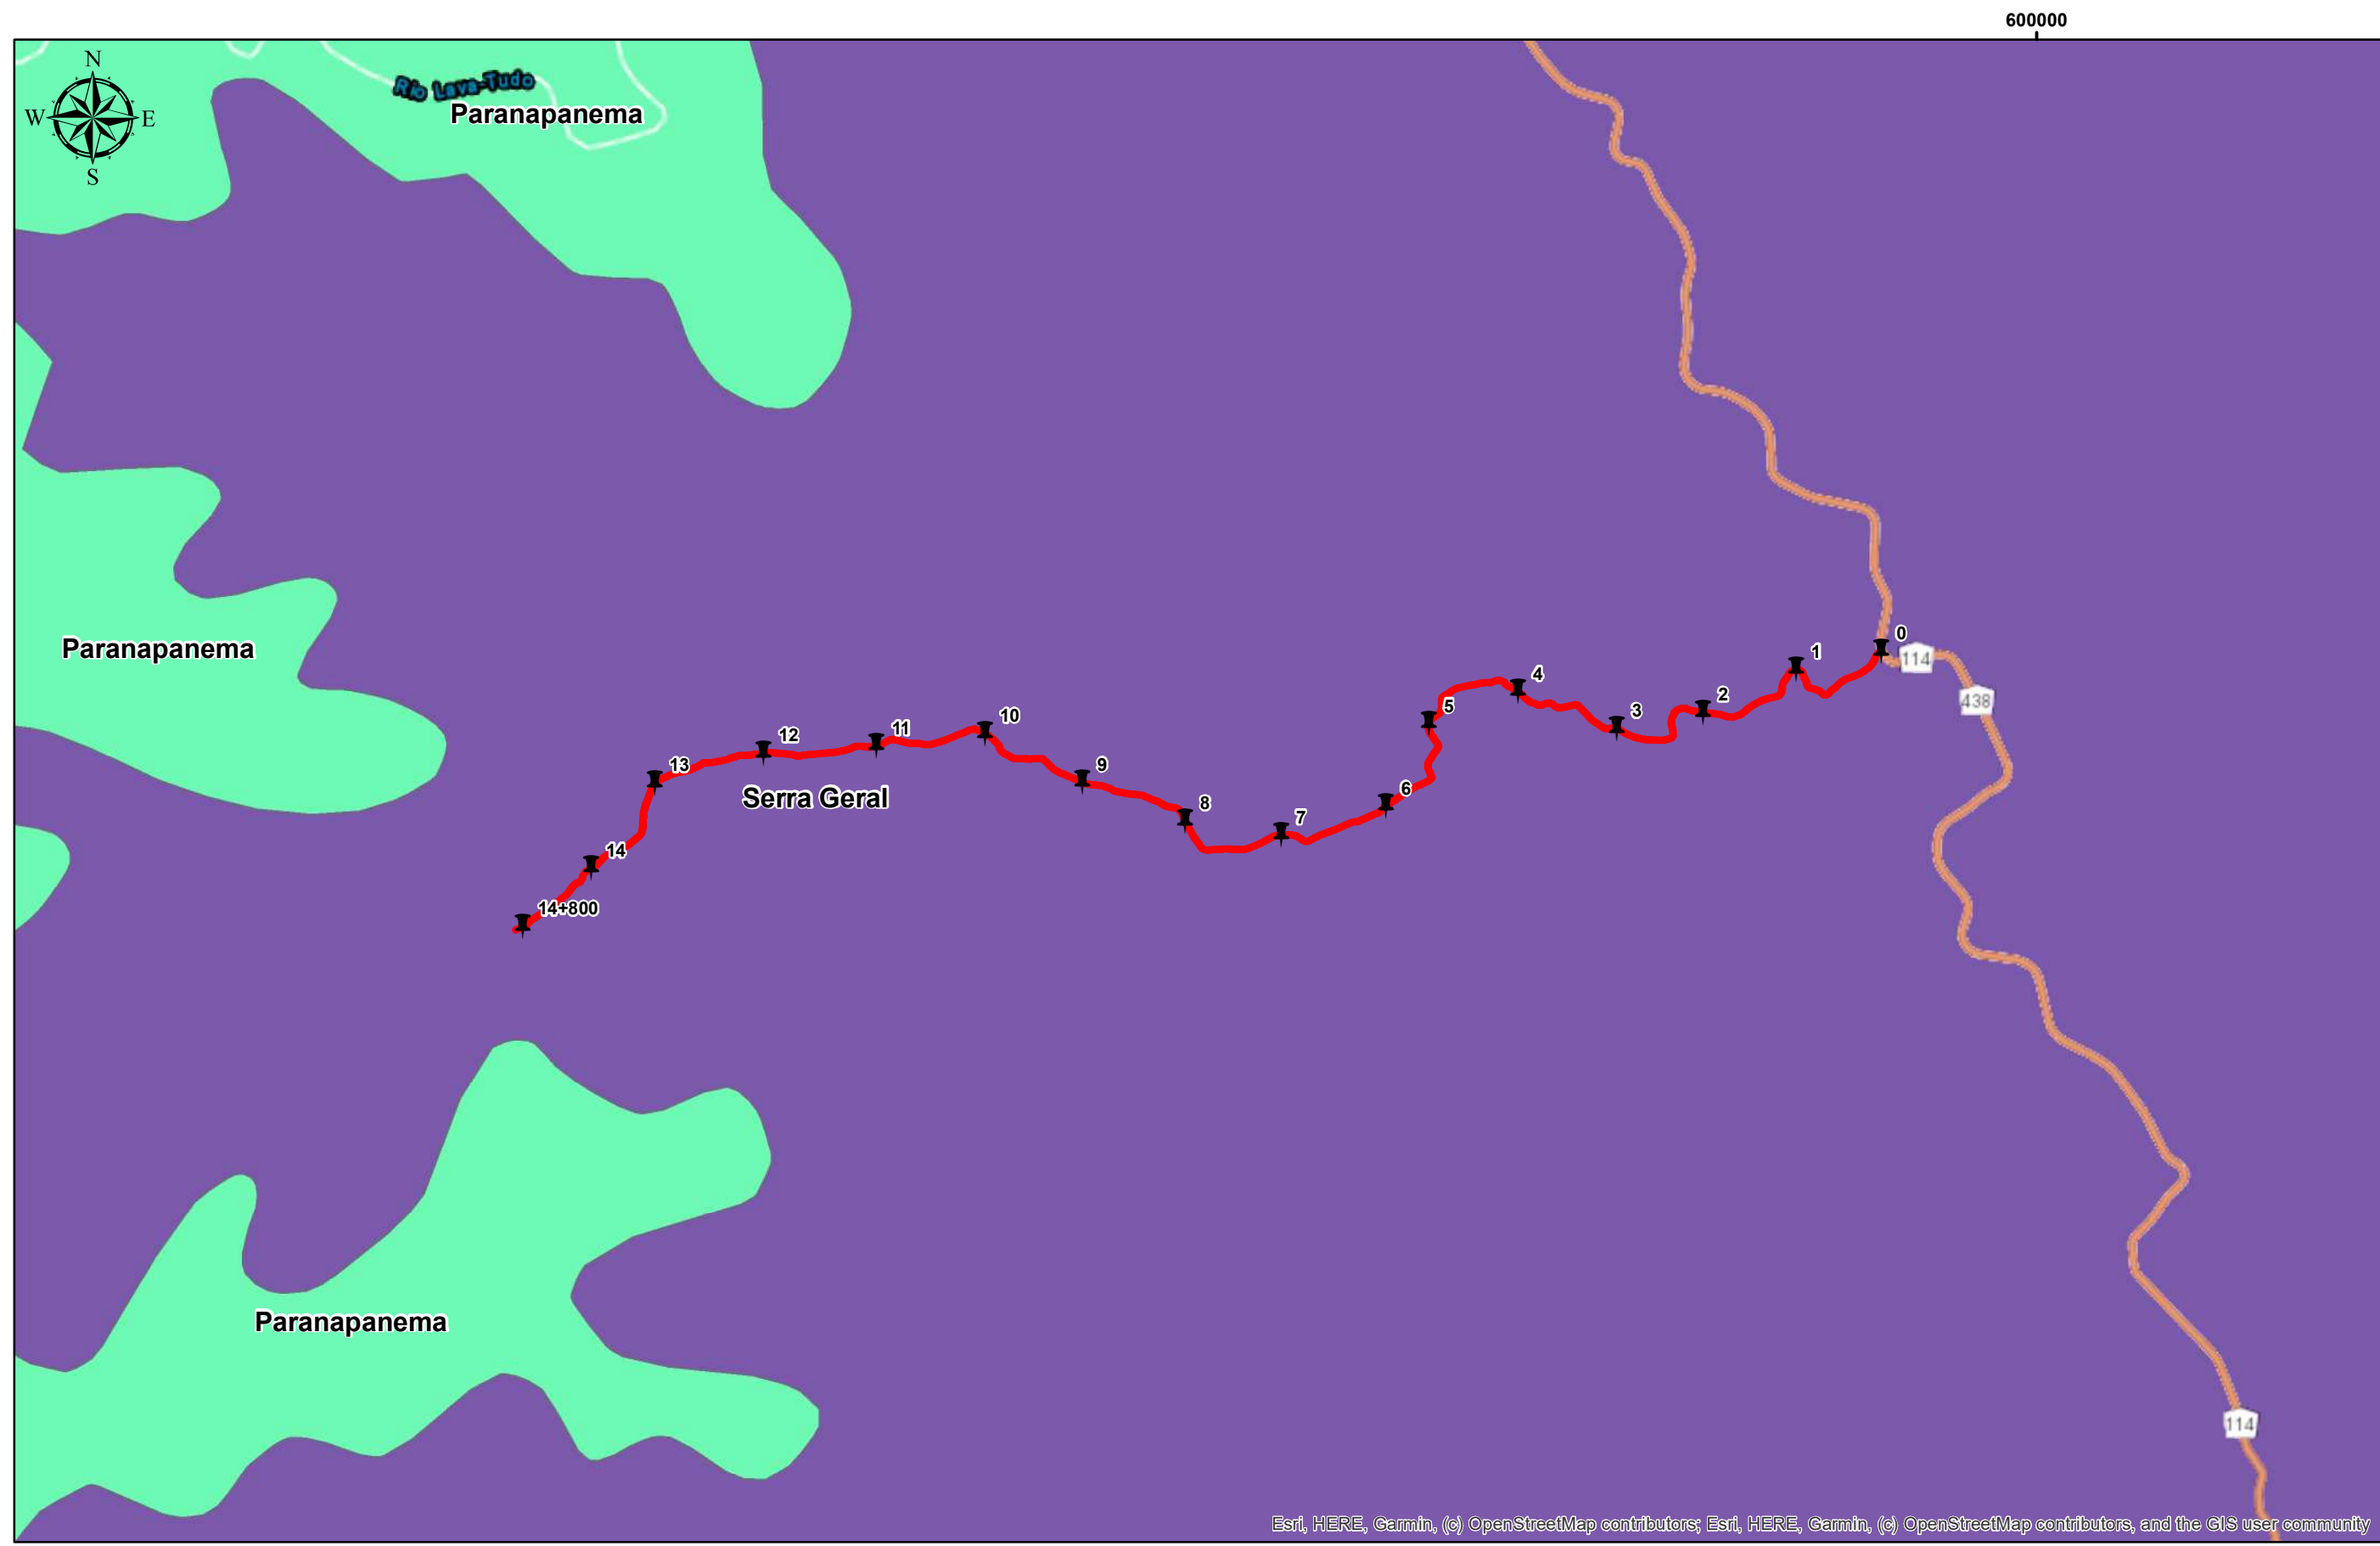 600000
N
W
E
S
Rio Lava-Tudo
Paranapanema
0
Paranapanema
1
114
4
438
2
5
3
10
11
12
13
9
6
Serra Geral
8
7
14
14+800
Paranapanema
114
Esri, HERE, Garmin, (c) OpenStreetMap contributors; Esri, HERE, Garmin, (c) OpenStreetMap contributors, and the GIS user community